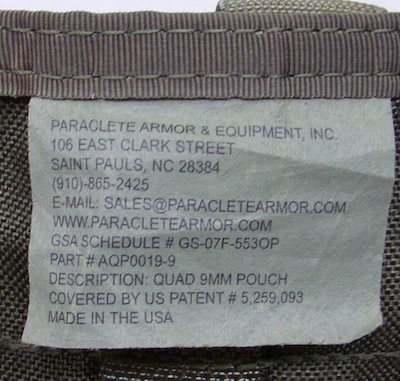 PARACLETE ARMOR & EQUIPMENT, INC.
106 EAST CLARK STREET
SAINT PAULS, NC 28384
(910)-865-2425
E-MAIL: SALES@PARACLETEARMOR.COM
WWW.PARACLETEARMOR.COM
GSA SCHEDULE # GS-07F-553OP
PART # AQP0019-9
DESCRIPTION: QUAD 9MM POUCH
COVERED BY US PATENT # 5,259,093
MADE IN THE USA